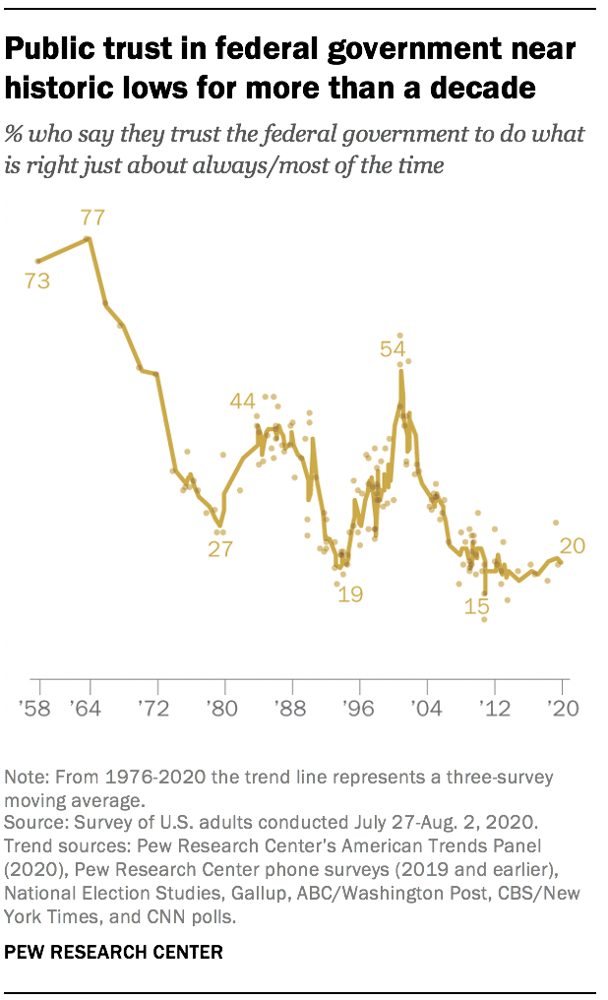 Public trust in federal government near
historic lows for more than a decade
% who say they trust the federal government to do what
is right just about always/most of the time
77
73
54
44
27
20
19
15
’58 ’64 ’72 ’80 ’88 ’96 ’04 ’12 ’20
Note: From 1976-2020 the trend line represents a three-survey
moving average.
Source: Survey of U.S. adults conducted July 27-Aug. 2, 2020.
Trend sources: Pew Research Center’s American Trends Panel
(2020), Pew Research Center phone surveys (2019 and earlier),
National Election Studies, Gallup, ABC/Washington Post, CBS/New
York Times, and CNN polls.
PEW RESEARCH CENTER